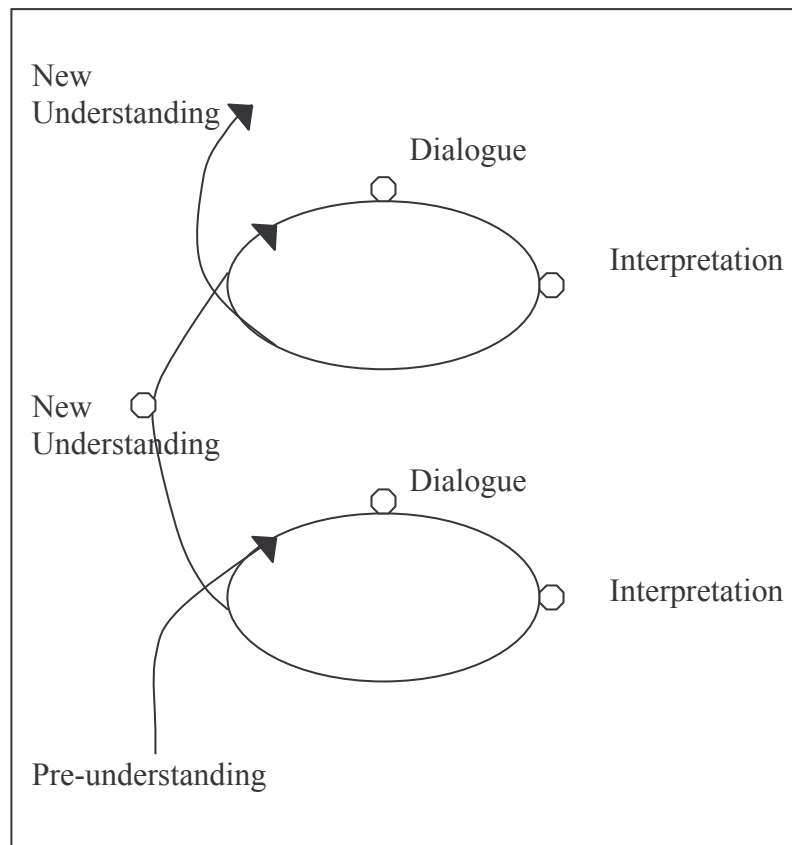 New
Understanding
Dialogue
Interpretation
New
Understanding
Dialogue
Interpretation
Pre-understanding